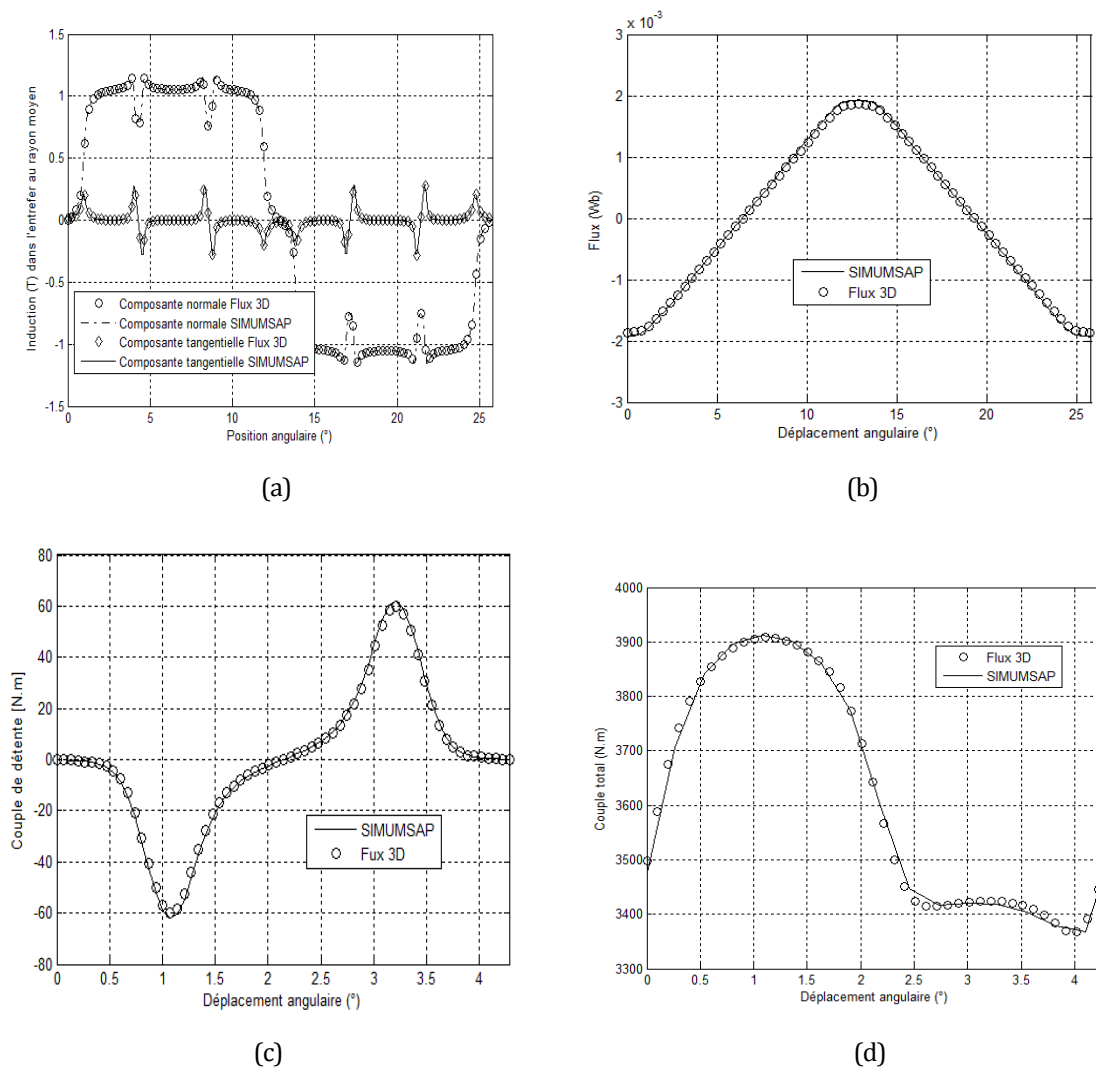 1.5
1
0.5
0
-0.5
-1
-1.5
Induction (T) dans l'entrefer au rayon moyen
Composante normale Flux 3D
Composante normale SIMUMSAP
Composante tangentielle Flux 3D
Composante tangentielle SIMUMSAP
0 5 10 15 20 25
Position angulaire (°)
(a)
x 10⁻³
3
2
1
0
-1
-2
-3
Flux (Wb)
SIMUMSAP
Flux 3D
0 5 10 15 20 25
Déplacement angulaire (°)
(b)
80
60
40
20
0
-20
-40
-60
-80
Couple de détente [N.m]
SIMUMSAP
Fux 3D
0 0.5 1 1.5 2 2.5 3 3.5 4
Déplacement angulaire (°)
(c)
4000
3900
3800
3700
3600
3500
3400
3300
Couple total (N.m)
Flux 3D
SIMUMSAP
0 0.5 1 1.5 2 2.5 3 3.5 4
Déplacement angulaire (°)
(d)